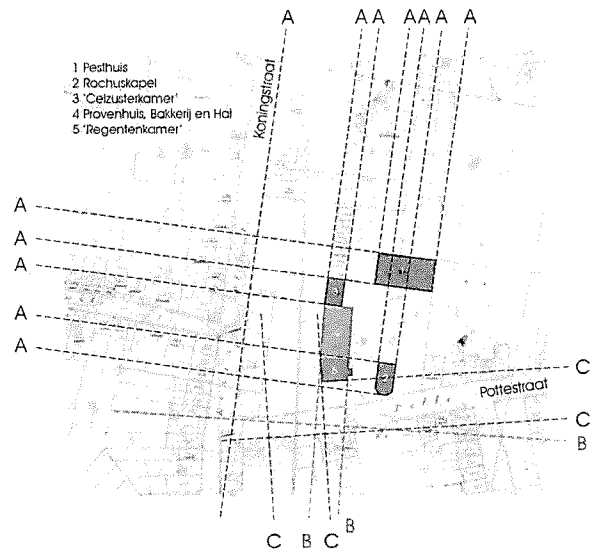 A A A A A A A
1 Pesthuis
2 Rochuskapel
3 'Celzusterkamer'
4 Provenhuis, Bakkerij en Hal
5 'Regentenkamer'
Koningstraat
A
A
A
A
A
C
Pottestraat
C
B
C B C B